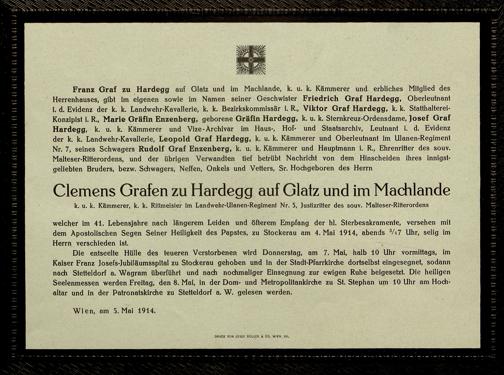 Franz Graf zu Hardegg auf Glatz und im Machlande, k. u. k. Kämmerer und erbliches Mitglied des
Herrenhauses, gibt im eigenen sowie im Namen seiner Geschwister Friedrich Graf Hardegg, Oberleutnant
i. d. Evidenz der k. k. Landwehr-Kavallerie, k. k. Bezirkskommissär i. R., Viktor Graf Hardegg, k. k. Statthalterei-
Konzipist i. R., Marie Gräfin Enzenberg, geborene Gräfin Hardegg, k. u. k. Sternkreuz-Ordensdame, Josef Graf
Hardegg, k. u. k. Kämmerer und Vize-Archivar im Haus-, Hof- und Staatsarchiv, Leutnant i. d. Evidenz
der k. k. Landwehr-Kavallerie, Leopold Graf Hardegg, k. u. k. Kämmerer und Oberleutnant im Ulanen-Regiment
Nr. 7, seines Schwagers Rudolf Graf Enzenberg, k. u. k. Kämmerer und Hauptmann i. R., Ehrenritter des souv.
Malteser-Ritterordens, und der übrigen Verwandten tief betrübt Nachricht von dem Hinscheiden ihres innigst-
geliebten Bruders, bezw. Schwagers, Neffen, Onkels und Vetters, Sr. Hochgeboren des Herrn
Clemens Grafen zu Hardegg auf Glatz und im Machlande
k. u. k. Kämmerer, k. k. Rittmeister im Landwehr-Ulanen-Regiment Nr. 5, Justizritter des souv. Malteser-Ritterordens
welcher im 41. Lebensjahre nach längerem Leiden und öfterem Empfang der hl. Sterbesakramente, versehen mit
dem Apostolischen Segen Seiner Heiligkeit des Papstes, zu Stockerau am 4. Mai 1914, abends ¾7 Uhr, selig im
Herrn verschieden ist.
Die entseelte Hülle des teueren Verstorbenen wird Donnerstag, am 7. Mai, halb 10 Uhr vormittags, im
Kaiser Franz Josefs-Jubiläumsspital zu Stockerau gehoben und in der Stadt-Pfarrkirche dortselbst eingesegnet, sodann
nach Stetteldorf a. Wagram überführt und nach nochmaliger Einsegnung zur ewigen Ruhe beigesetzt. Die heiligen
Seelenmessen werden Freitag, den 8. Mai, in der Dom- und Metropolitankirche zu St. Stephan um 10 Uhr am Hoch-
altar und in der Patronatskirche zu Stetteldorf a. W. gelesen werden.
Wien, am 5. Mai 1914.